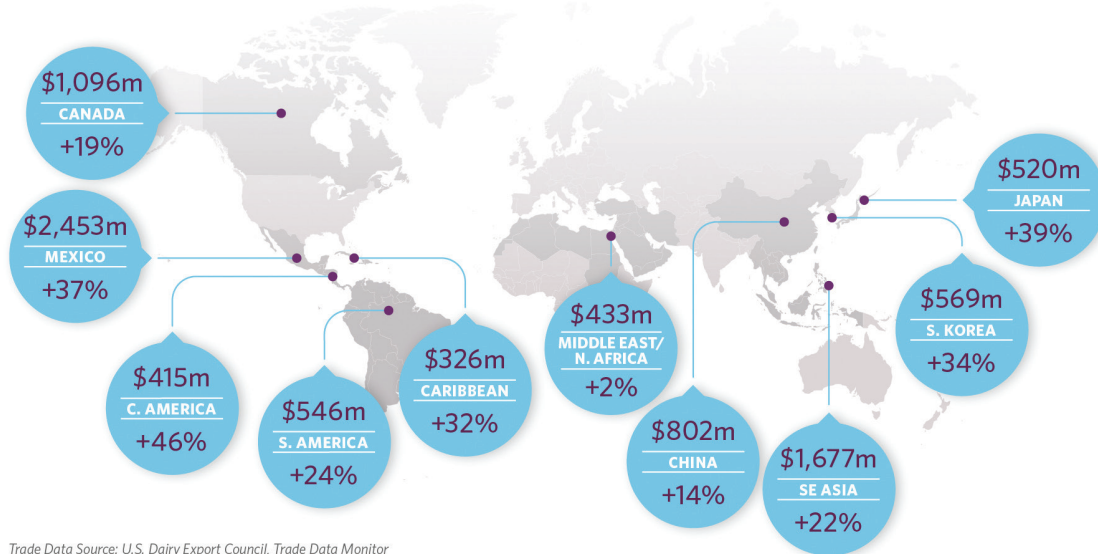 $1,096m
CANADA
+19%
$2,453m
MEXICO
+37%
$415m
C. AMERICA
+46%
$546m
S. AMERICA
+24%
$326m
CARIBBEAN
+32%
$433m
MIDDLE EAST/
N. AFRICA
+2%
$802m
CHINA
+14%
$1,677m
SE ASIA
+22%
$520m
JAPAN
+39%
$569m
S. KOREA
+34%
Trade Data Source: U.S. Dairy Export Council, Trade Data Monitor